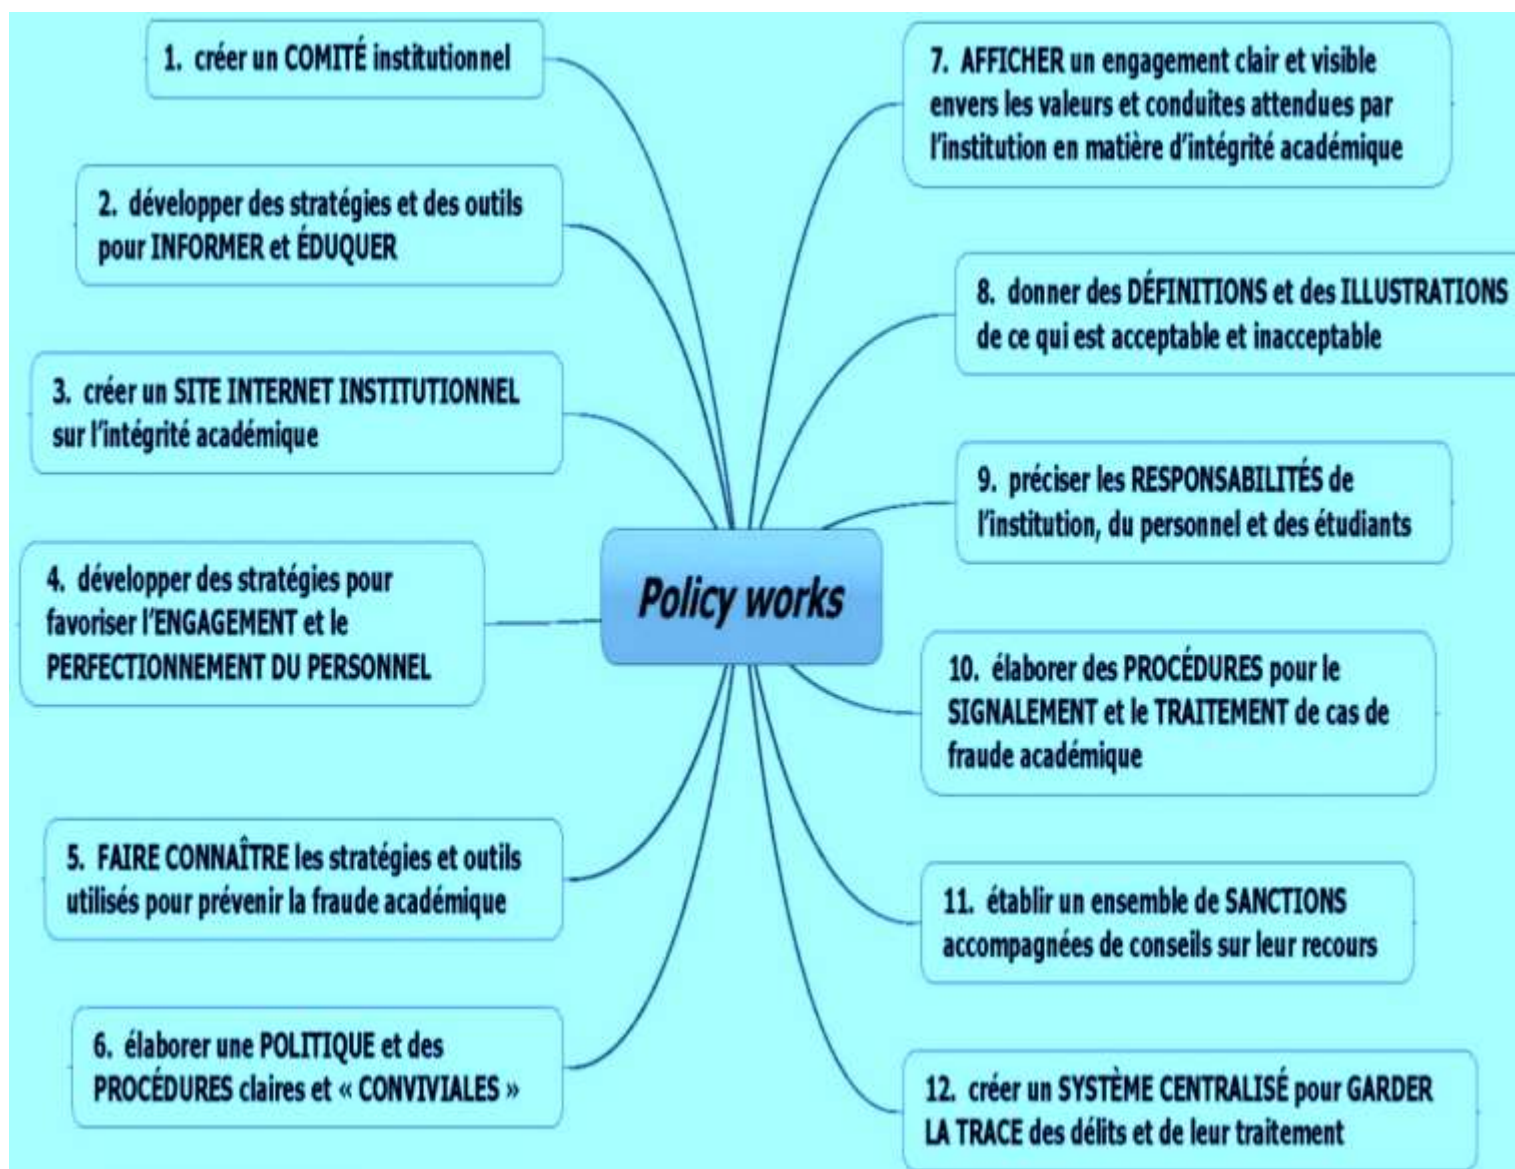 1. créer un COMITÉ institutionnel
2. développer des stratégies et des outils
pour INFORMER et ÉDUQUER
3. créer un SITE INTERNET INSTITUTIONNEL
sur l'intégrité académique
4. développer des stratégies pour
favoriser l'ENGAGEMENT et le
PERFECTIONNEMENT DU PERSONNEL
5. FAIRE CONNAÎTRE les stratégies et outils
utilisés pour prévenir la fraude académique
6. élaborer une POLITIQUE et des
PROCÉDURES claires et « CONVIVIALES »
Policy works
7. AFFICHER un engagement clair et visible
envers les valeurs et conduites attendues par
l'institution en matière d'intégrité académique
8. donner des DÉFINITIONS et des ILLUSTRATIONS
de ce qui est acceptable et inacceptable
9. préciser les RESPONSABILITÉS de
l'institution, du personnel et des étudiants
10. élaborer des PROCÉDURES pour le
SIGNALEMENT et le TRAITEMENT de cas de
fraude académique
11. établir un ensemble de SANCTIONS
accompagnées de conseils sur leur recours
12. créer un SYSTÈME CENTRALISÉ pour GARDER
LA TRACE des délits et de leur traitement